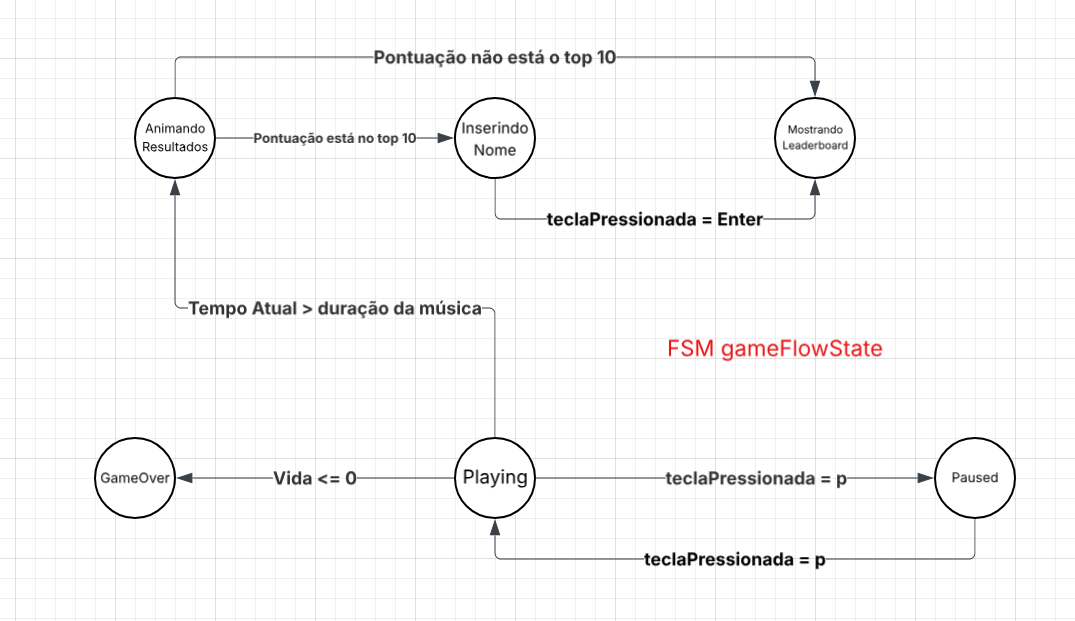 Pontuação não está o top 10
Animando
Resultados
Pontuação está no top 10
Inserindo
Nome
Mostrando
Leaderboard
teclaPressionada = Enter
Tempo Atual > duração da música
FSM gameFlowState
GameOver
Vida <= 0
Playing
teclaPressionada = p
Paused
teclaPressionada = p